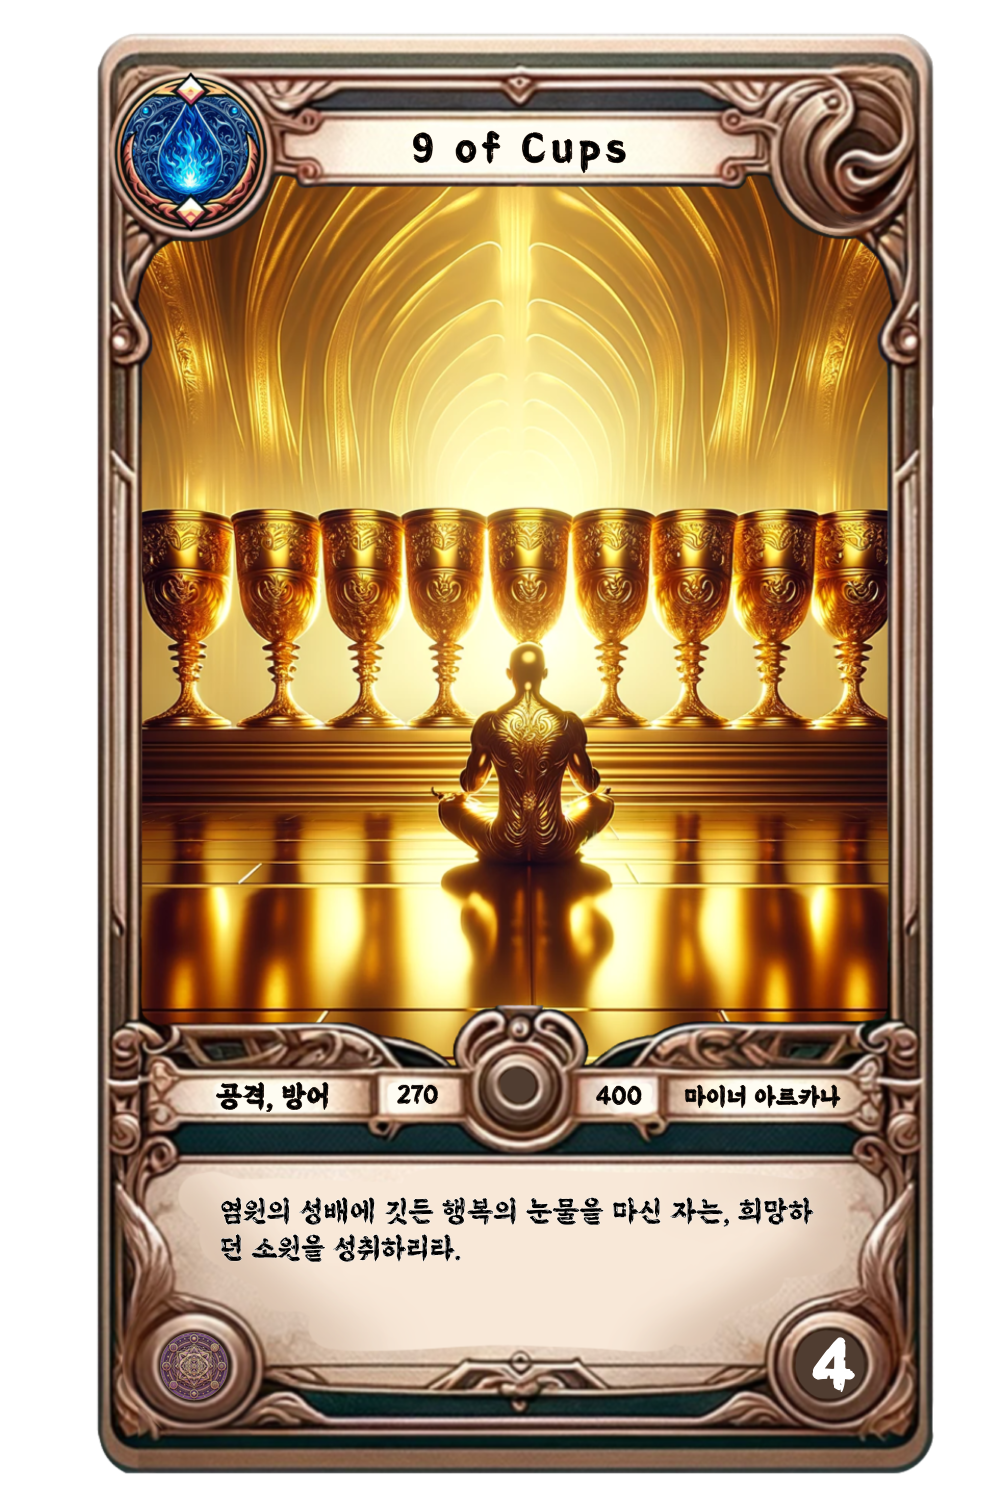 9 of Cups
공격, 방어 270 400 마이너 아르카나
염원의 성배에 깃든 행복의 눈물을 마신 자는, 희망하
던 소원을 성취하리라.
4